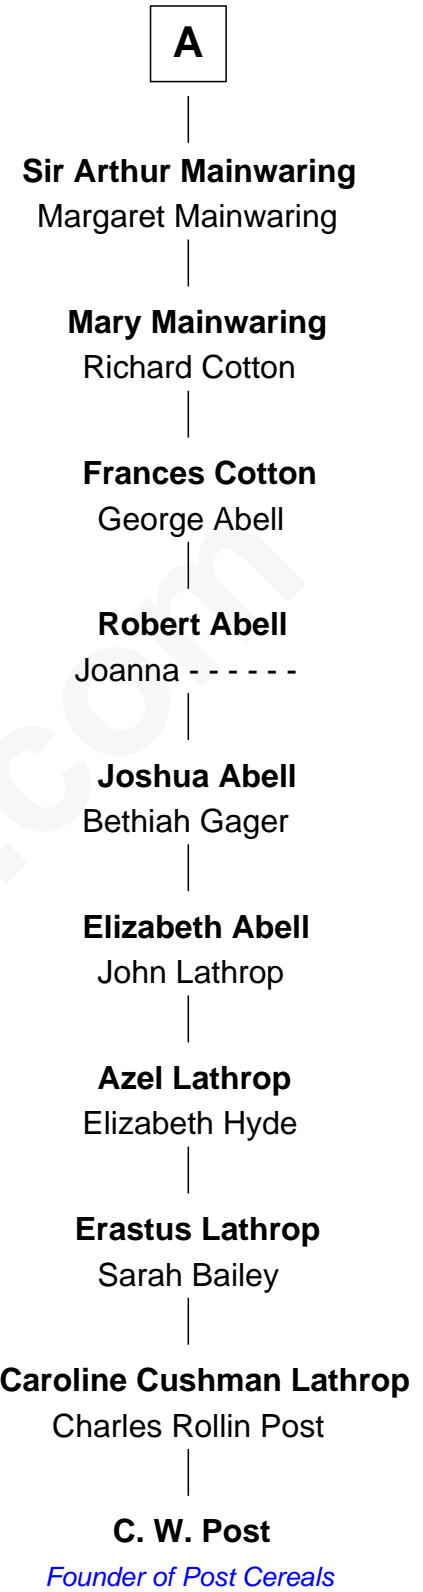 A
Sir Arthur Mainwaring
Margaret Mainwaring
Mary Mainwaring
Richard Cotton
Frances Cotton
George Abell
Robert Abell
Joanna - - - - - -
Joshua Abell
Bethiah Gager
Elizabeth Abell
John Lathrop
Azel Lathrop
Elizabeth Hyde
Erastus Lathrop
Sarah Bailey
Caroline Cushman Lathrop
Charles Rollin Post
C. W. Post
Founder of Post Cereals
.com